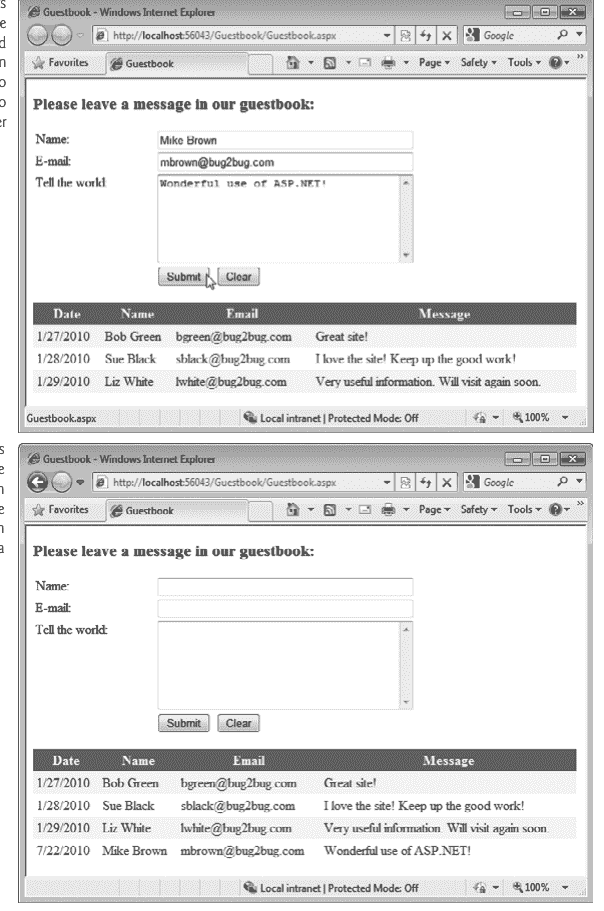 Guestbook - Windows Internet Explorer
http://localhost:56043/Guestbook/Guestbook.aspx
Google
Favorites
Guestbook
Page
Safety
Tools
Please leave a message in our guestbook:
Name:
Mike Brown
E-mail:
mbrown@bug2bug.com
Tell the world:
Wonderful use of ASP.NET!
Submit
Clear
Date Name Email Message
1/27/2010 Bob Green bgreen@bug2bug.com Great site!
1/28/2010 Sue Black sblack@bug2bug.com I love the site! Keep up the good work!
1/29/2010 Liz White lwhite@bug2bug.com Very useful information. Will visit again soon.
Guestbook.aspx
Local intranet | Protected Mode: Off
100%
Guestbook - Windows Internet Explorer
http://localhost:56043/Guestbook/Guestbook.aspx
Google
Favorites
Guestbook
Page
Safety
Tools
Please leave a message in our guestbook:
Name:
E-mail:
Tell the world:
Submit
Clear
Date Name Email Message
1/27/2010 Bob Green bgreen@bug2bug.com Great site!
1/28/2010 Sue Black sblack@bug2bug.com I love the site! Keep up the good work!
1/29/2010 Liz White lwhite@bug2bug.com Very useful information. Will visit again soon.
7/22/2010 Mike Brown mbrown@bug2bug.com Wonderful use of ASP.NET!
Local intranet | Protected Mode: Off
100%